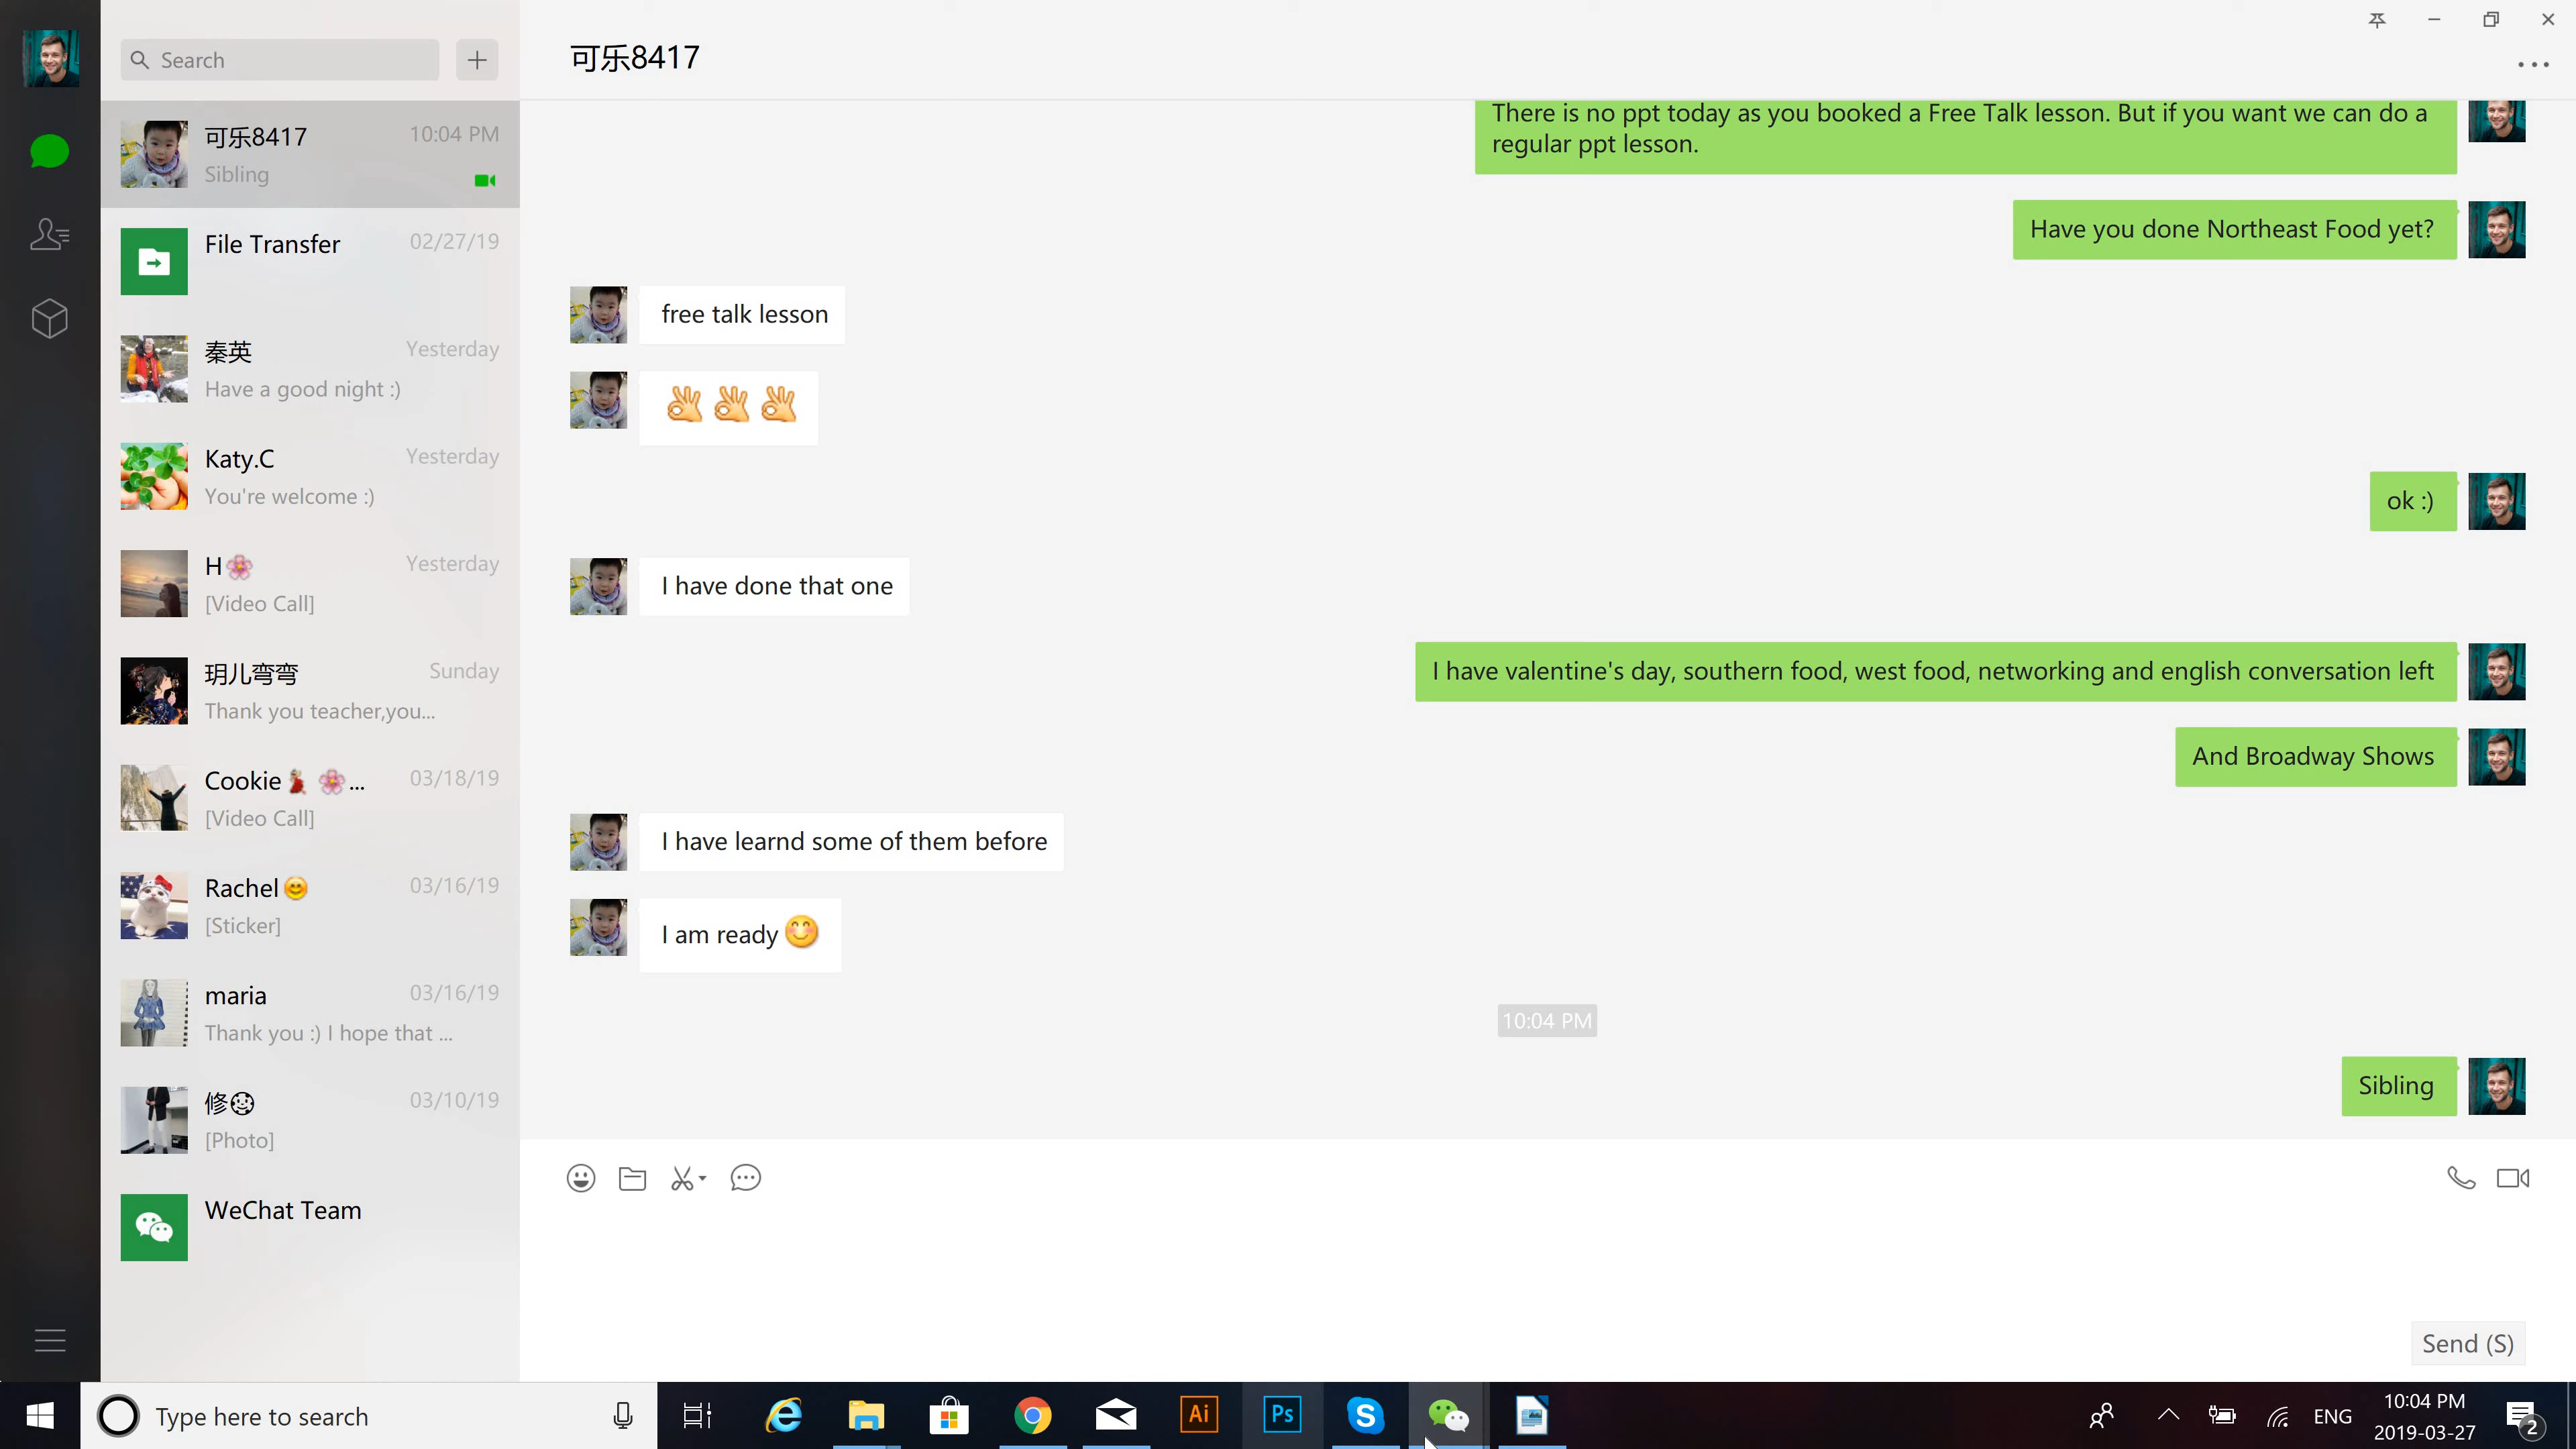 Search
可乐8417
10:04 PM
Sibling
File Transfer
02/27/19
秦英
Yesterday
Have a good night :)
Katy.C
Yesterday
You're welcome :)
H🌸
Yesterday
[Video Call]
玥儿弯弯
Sunday
Thank you teacher,you...
Cookie💃🌸...
03/18/19
[Video Call]
Rachel😊
03/16/19
[Sticker]
maria
03/16/19
Thank you :) I hope that ...
修
03/10/19
[Photo]
WeChat Team
可乐8417
There is no ppt today as you booked a Free Talk lesson. But if you want we can do a
regular ppt lesson.
Have you done Northeast Food yet?
free talk lesson
👌👌👌
ok :)
I have done that one
I have valentine's day, southern food, west food, networking and english conversation left
And Broadway Shows
I have learnd some of them before
I am ready😊
10:04 PM
Sibling
Send (S)
Type here to search
Ai
Ps
S
ENG
10:04 PM
2019-03-27
2